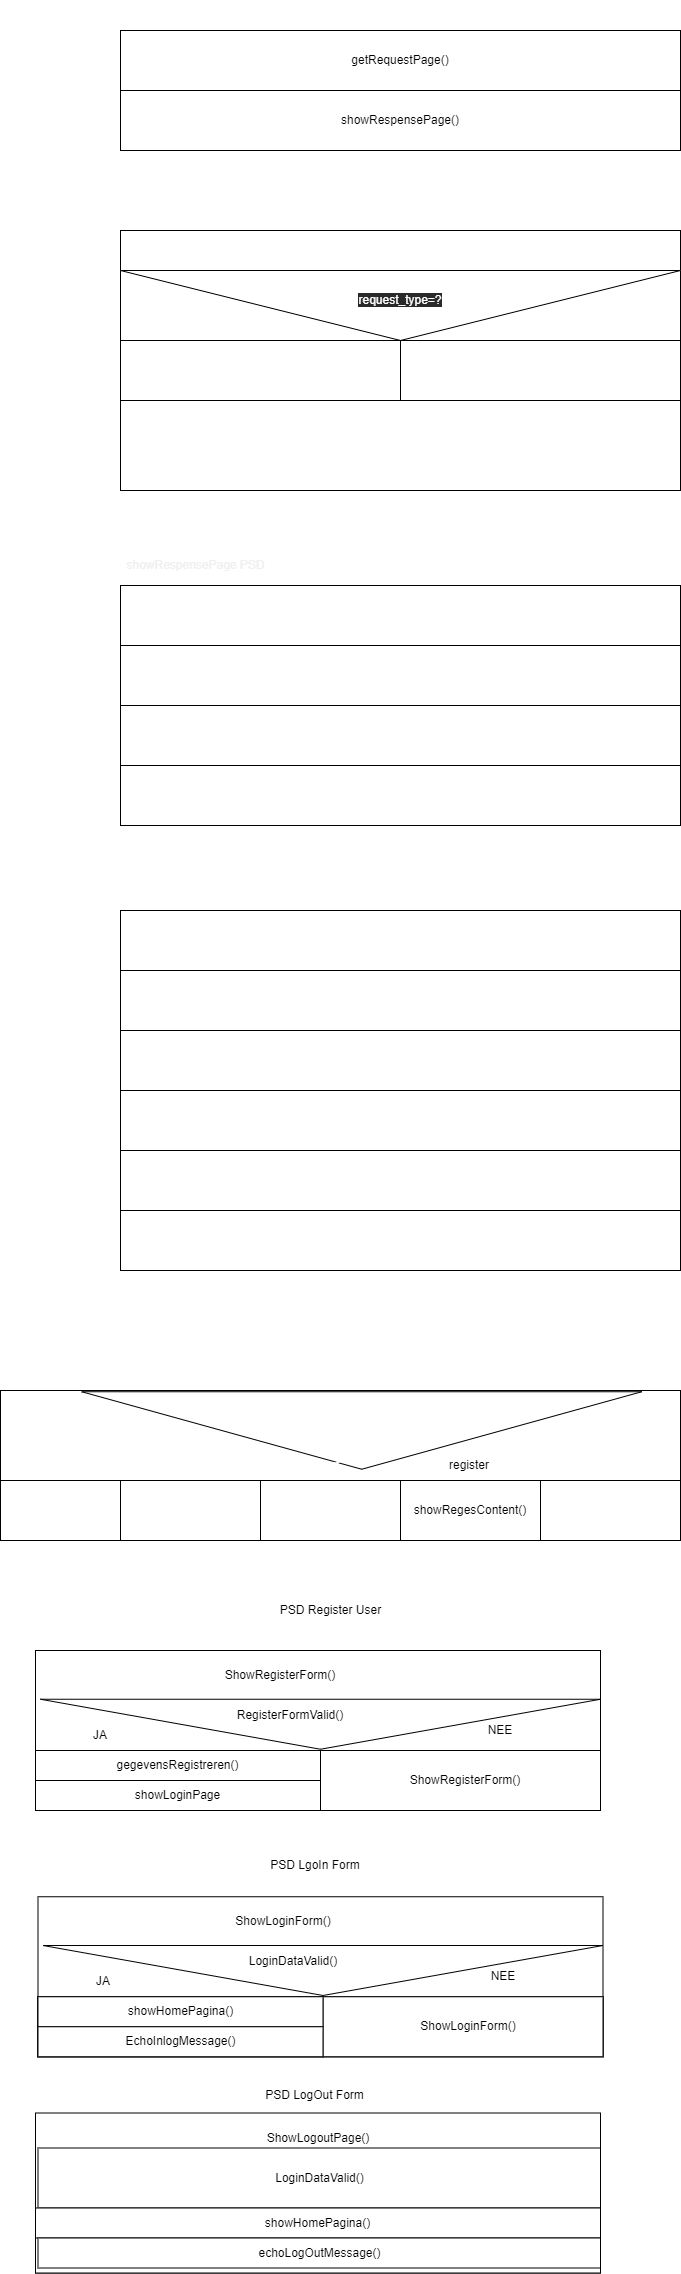 getRequestPage()
showRespensePage()
request_type=?
showRespensePage PSD
register
showRegesContent()
PSD Register User
ShowRegisterForm()
RegisterFormValid()
JA
NEE
gegevensRegistreren()
ShowRegisterForm()
showLoginPage
PSD LgoIn Form
ShowLoginForm()
LoginDataValid()
JA
NEE
showHomePagina()
ShowLoginForm()
EchoInlogMessage()
PSD LogOut Form
ShowLogoutPage()
LoginDataValid()
showHomePagina()
echoLogOutMessage()